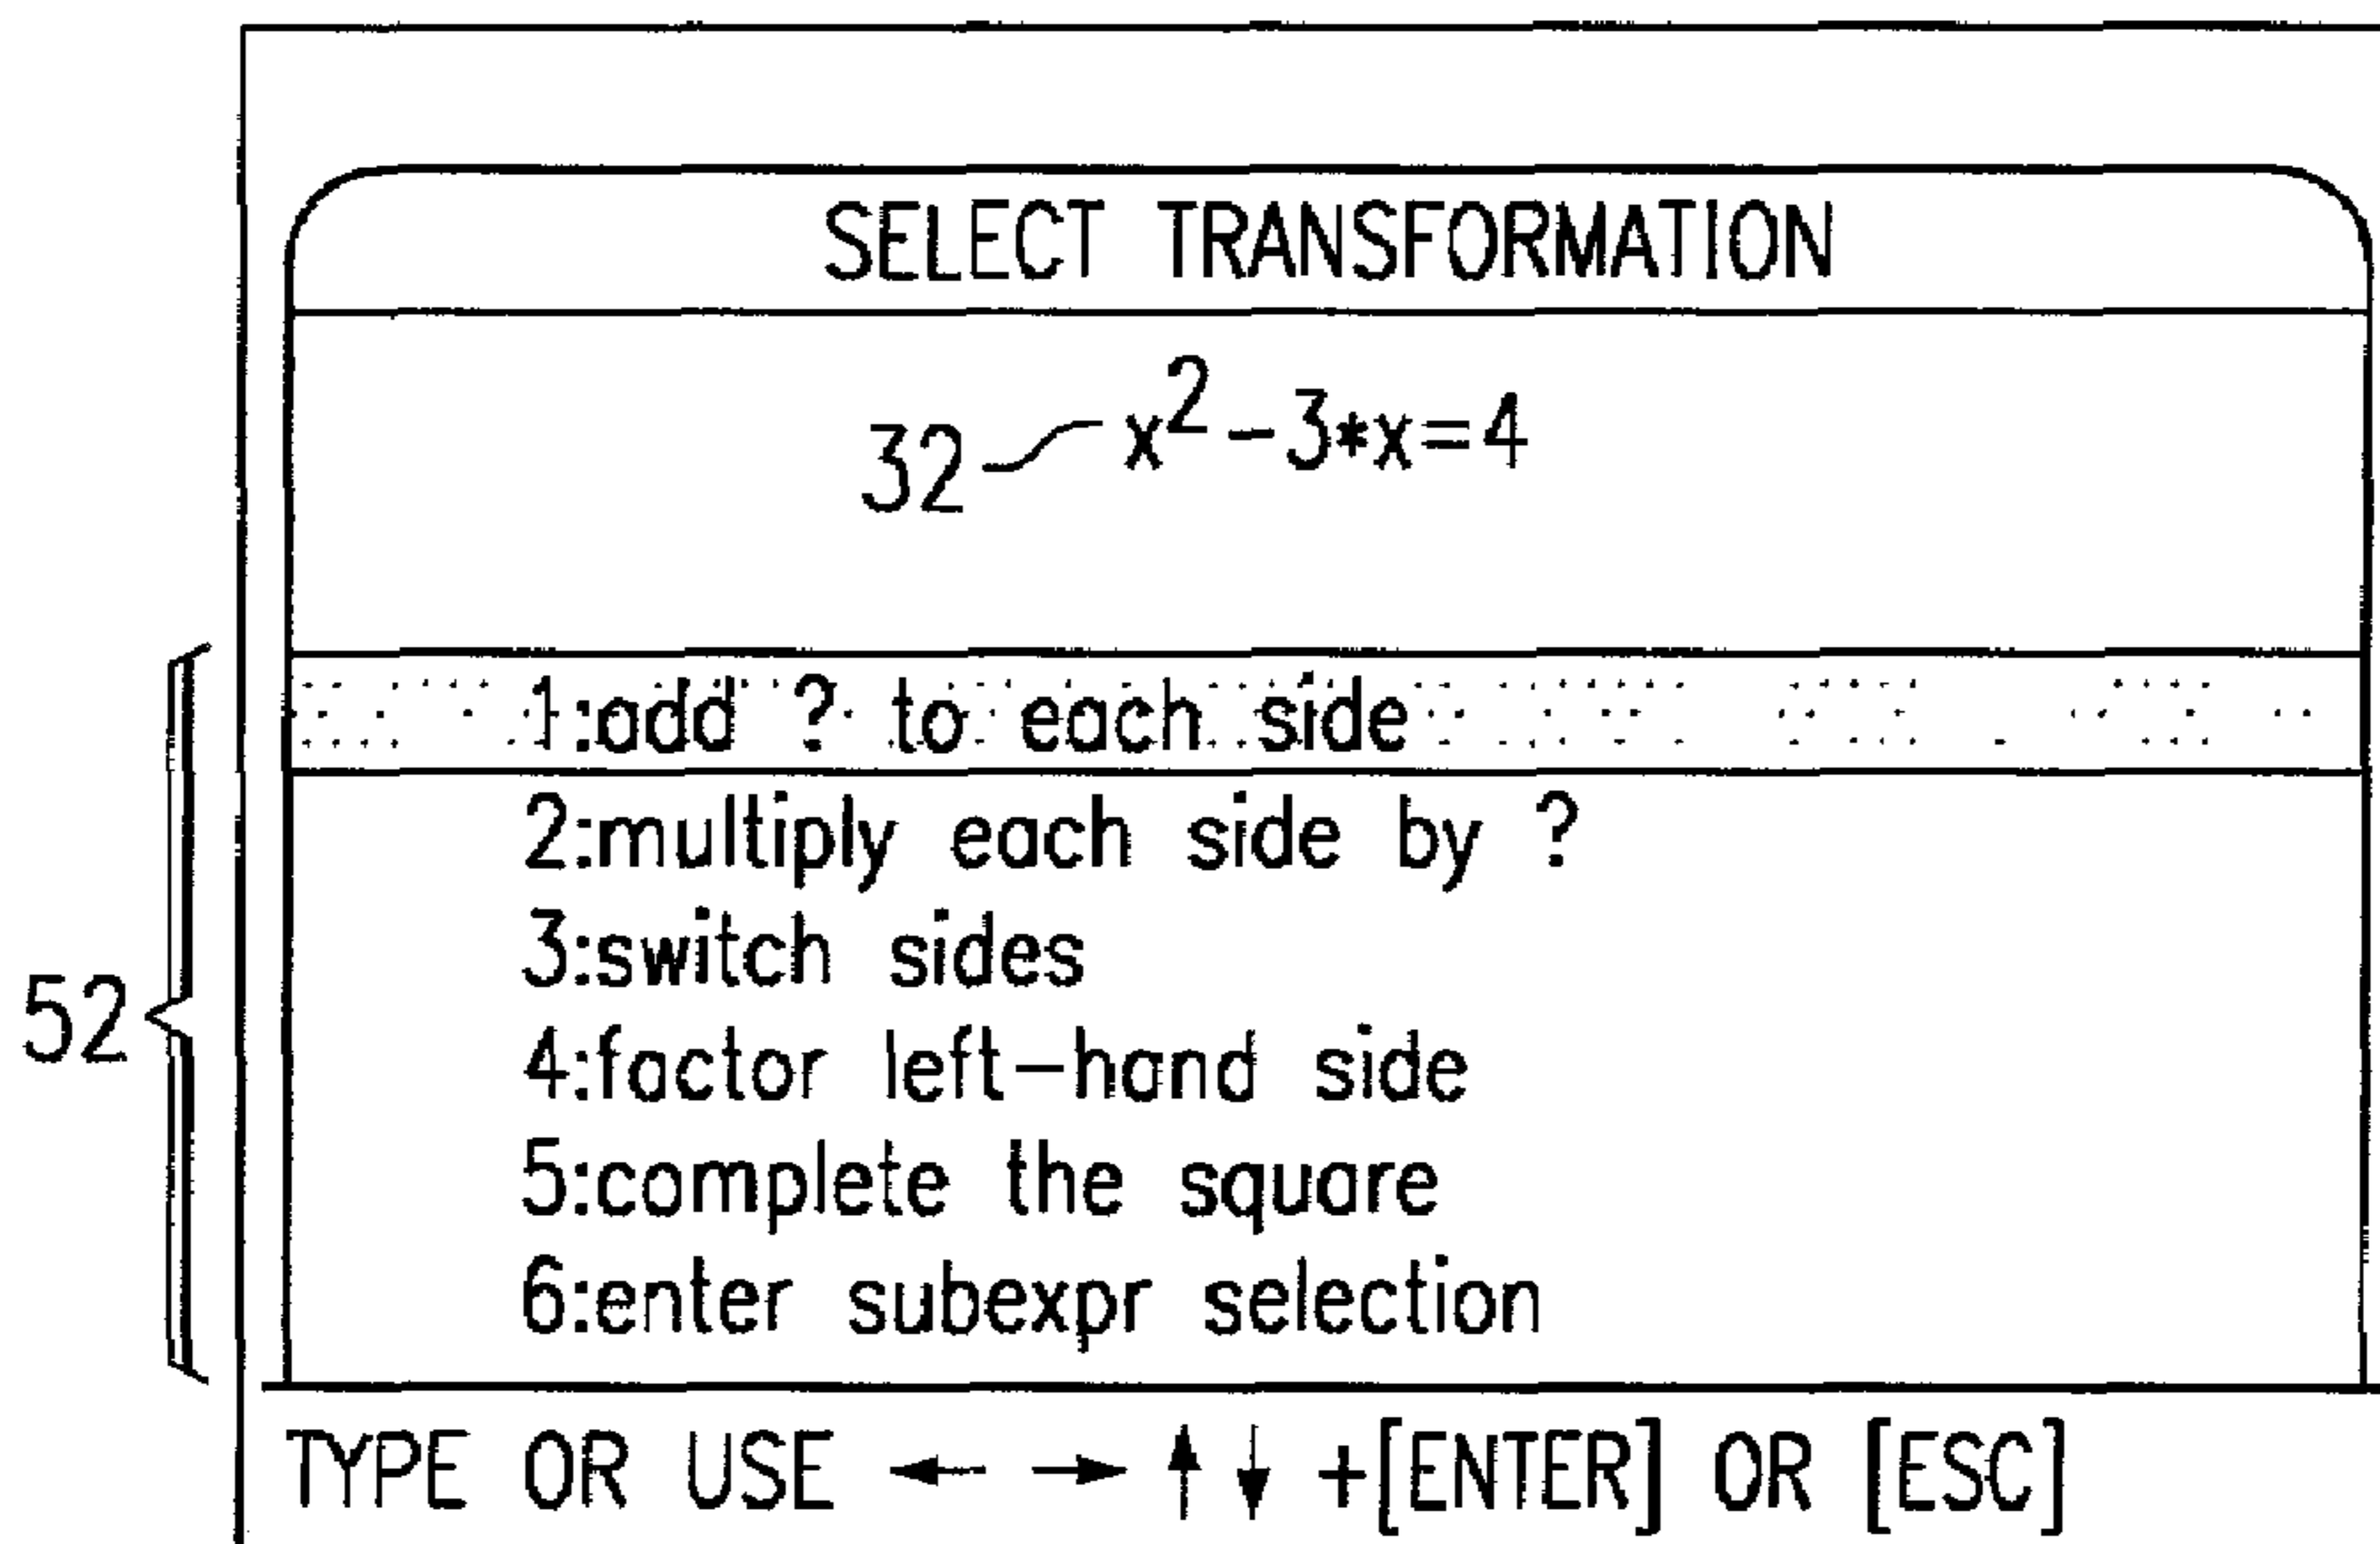 SELECT TRANSFORMATION
32 x²-3*x=4
1:add ? to each side
2:multiply each side by ?
3:switch sides
52
4:factor left-hand side
5:complete the square
6:enter subexpr selection
TYPE OR USE ← → ↑ ↓ +[ENTER] OR [ESC]